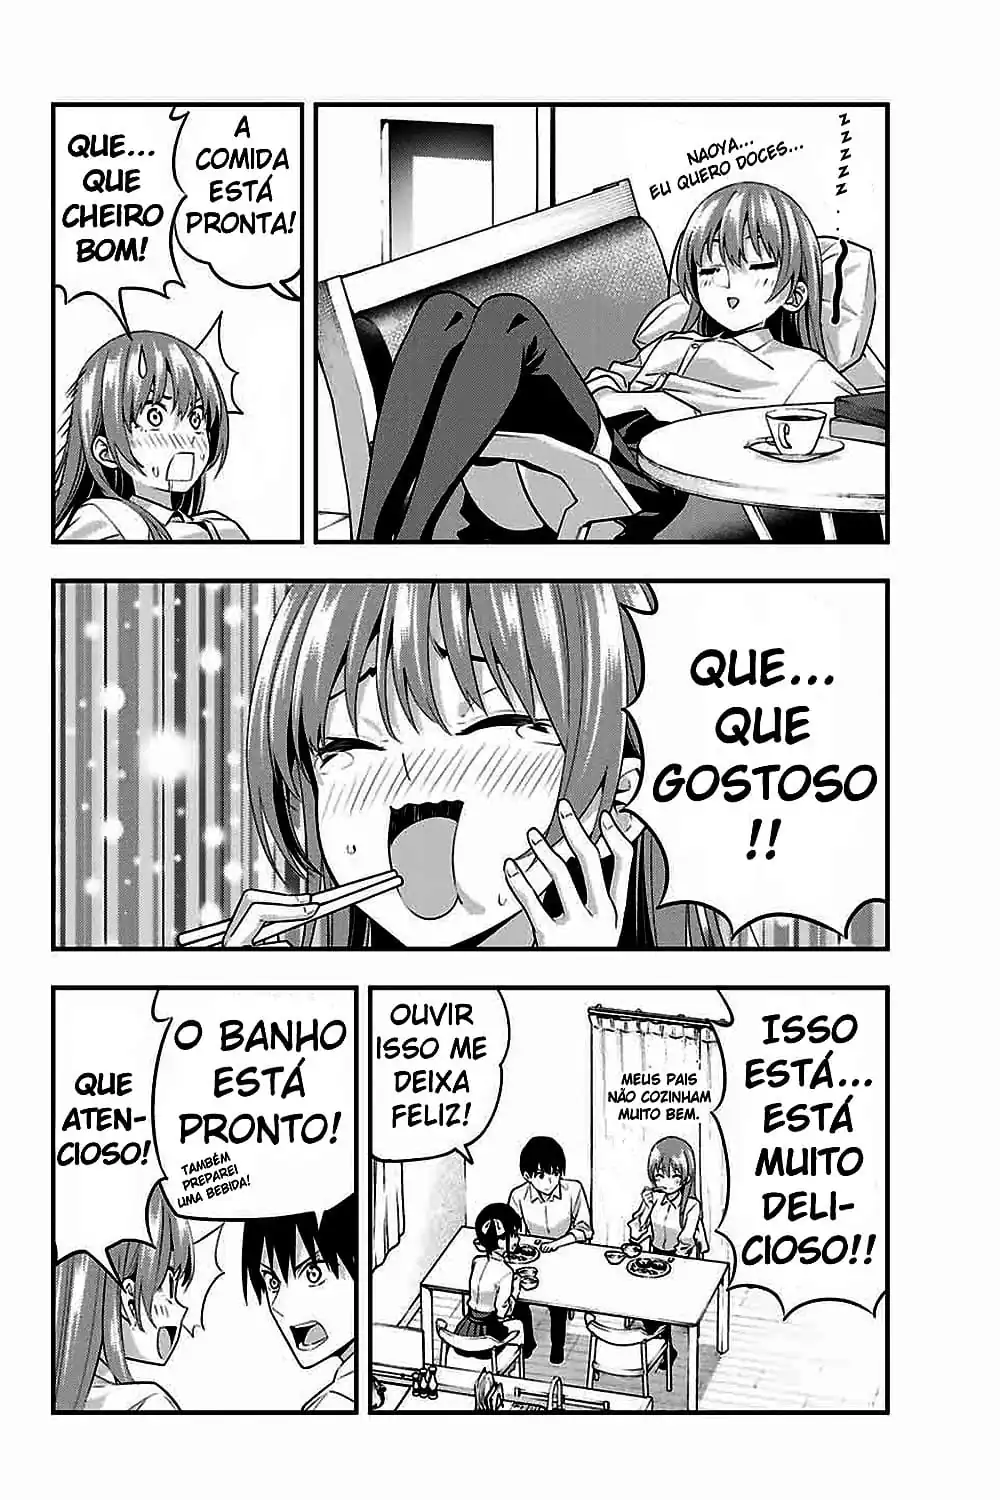 NAOYA...
EU QUERO DOCES...
Z
Z
Z
Z
Z
A
COMIDA
ESTÁ
PRONTA!
QUE...
QUE
CHEIRO
BOM!
QUE...
QUE
GOSTOSO
!!
ISSO
ESTÁ...
ESTÁ
MUITO
DELI-
CIOSO!!
MEUS PAIS
NÃO COZINHAM
MUITO BEM.
OUVIR
ISSO ME
DEIXA
FELIZ!
O BANHO
ESTÁ
PRONTO!
TAMBÉM
PREPAREI
UMA BEBIDA!
QUE
ATEN-
CIOSO!